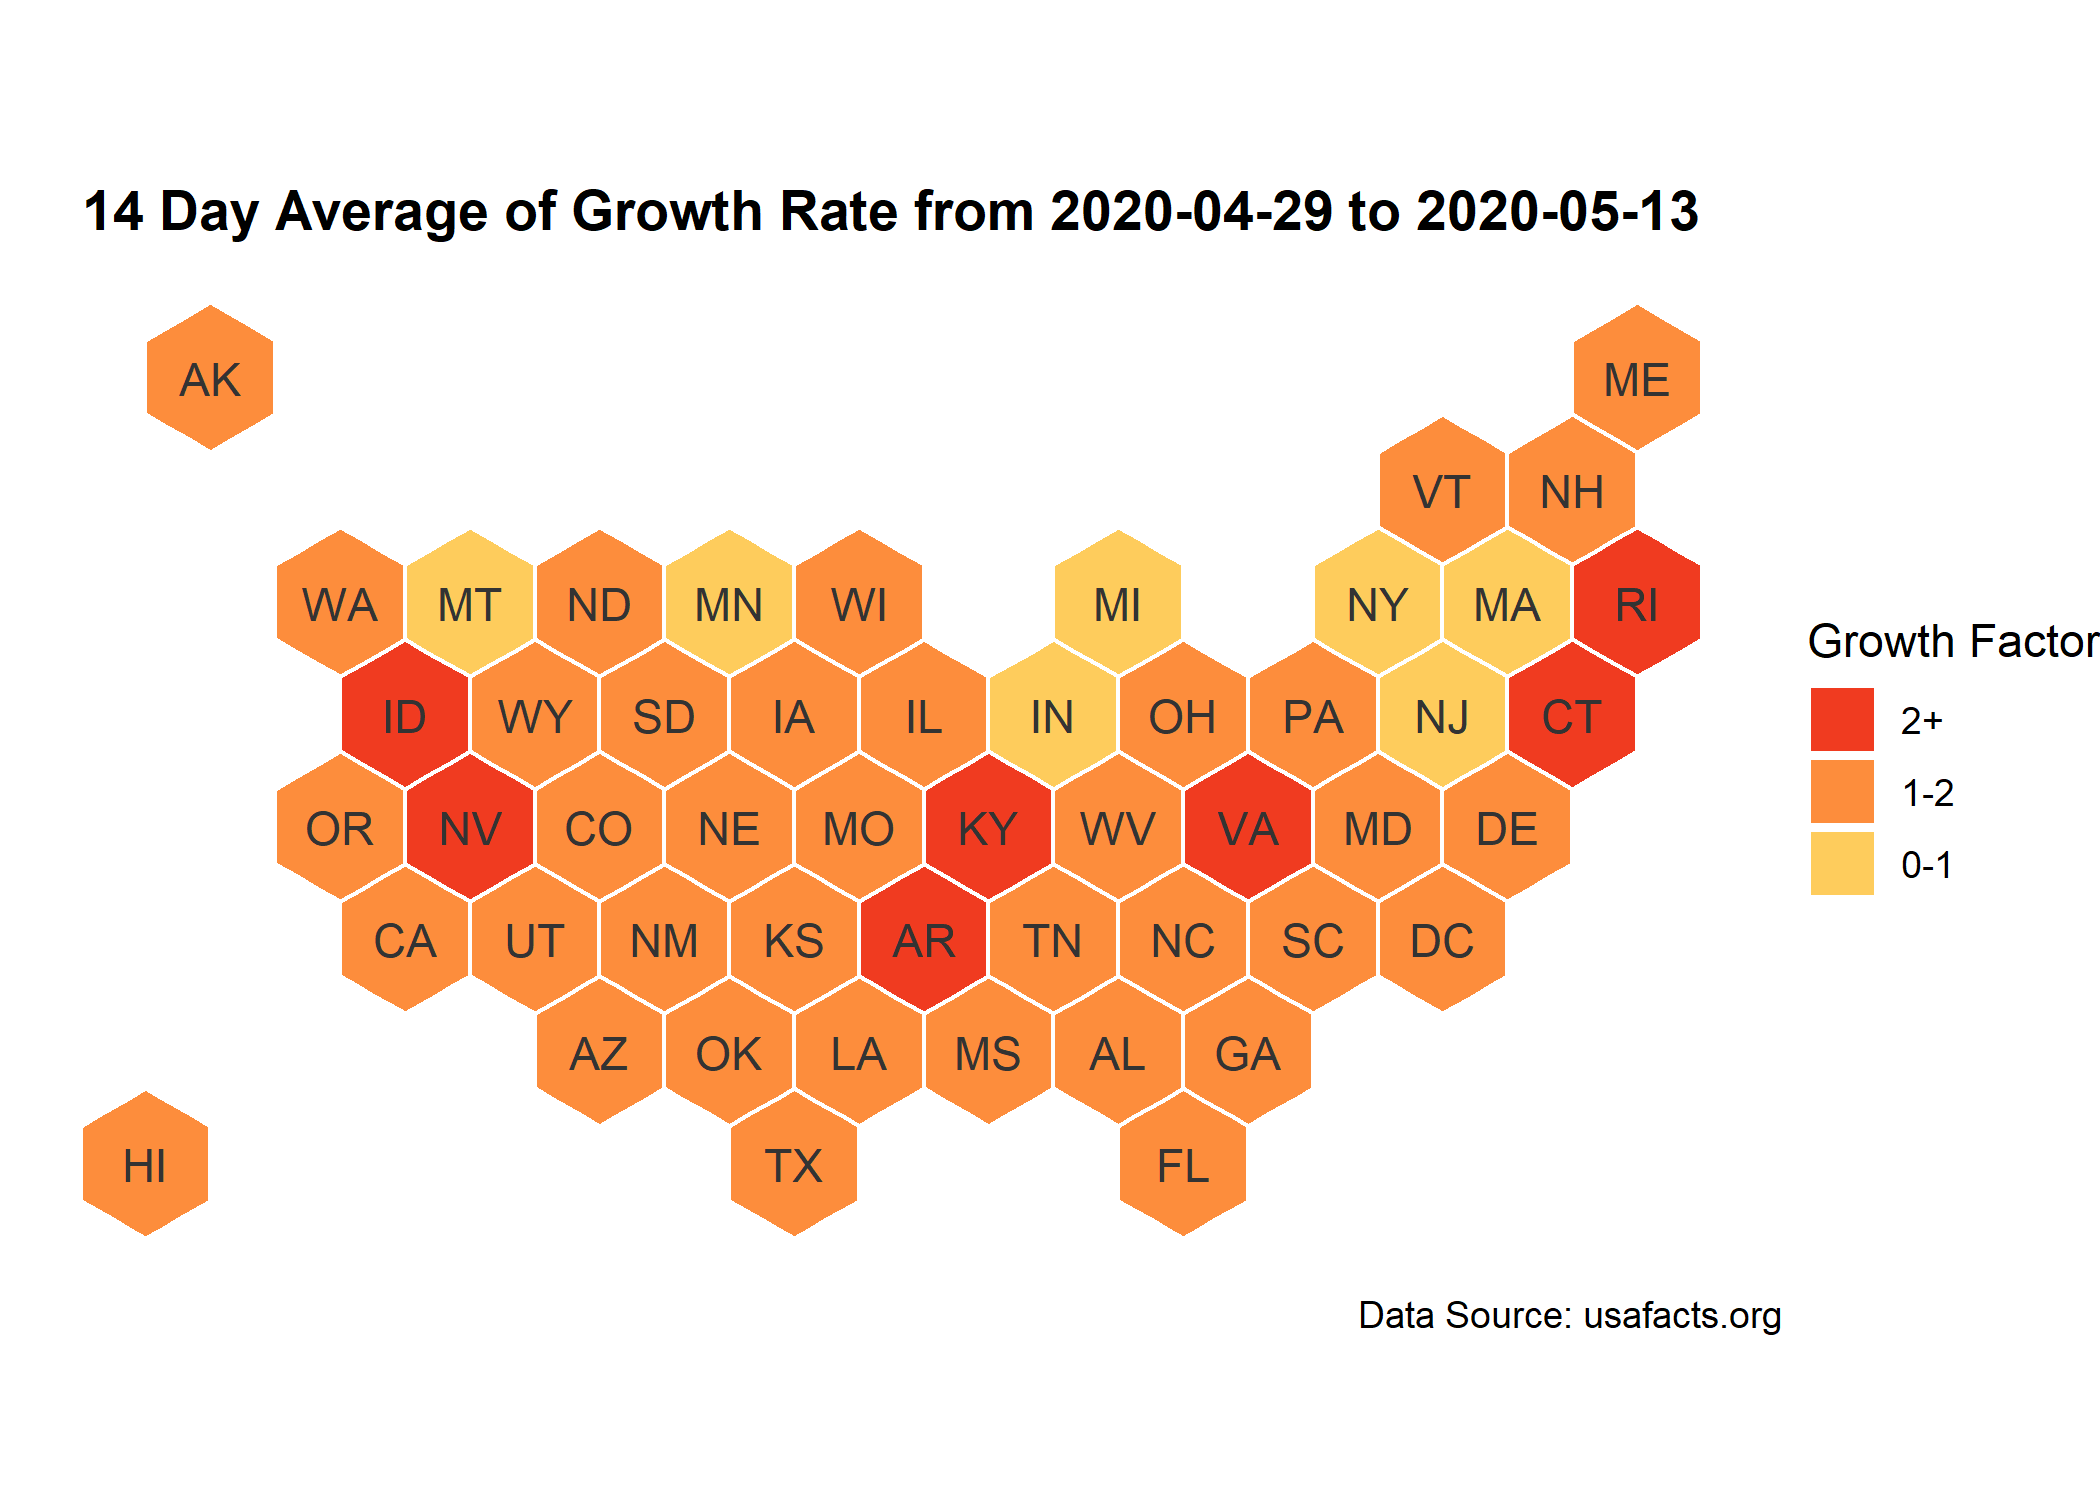 14 Day Average of Growth Rate from 2020-04-29 to 2020-05-13
AK ME
VT NH
WA MT ND MN WI MI NY MA RI
ID WY SD IA IL IN OH PA NJ CT
OR NV CO NE MO KY WV VA MD DE
CA UT NM KS AR TN NC SC DC
AZ OK LA MS AL GA
HI TX FL
Growth Factor
2+
1-2
0-1
Data Source: usafacts.org